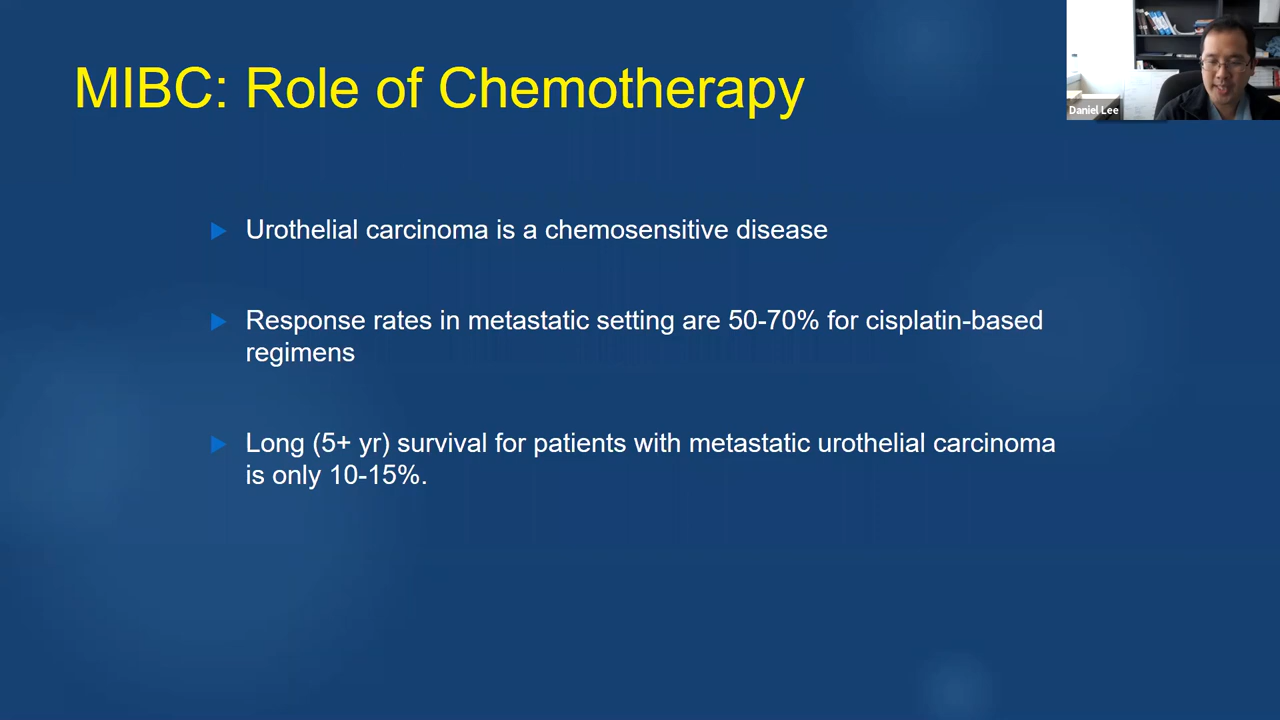 MIBC: Role of Chemotherapy
Daniel Lee
Urothelial carcinoma is a chemosensitive disease
Response rates in metastatic setting are 50-70% for cisplatin-based
regimens
Long (5+ yr) survival for patients with metastatic urothelial carcinoma
is only 10-15%.